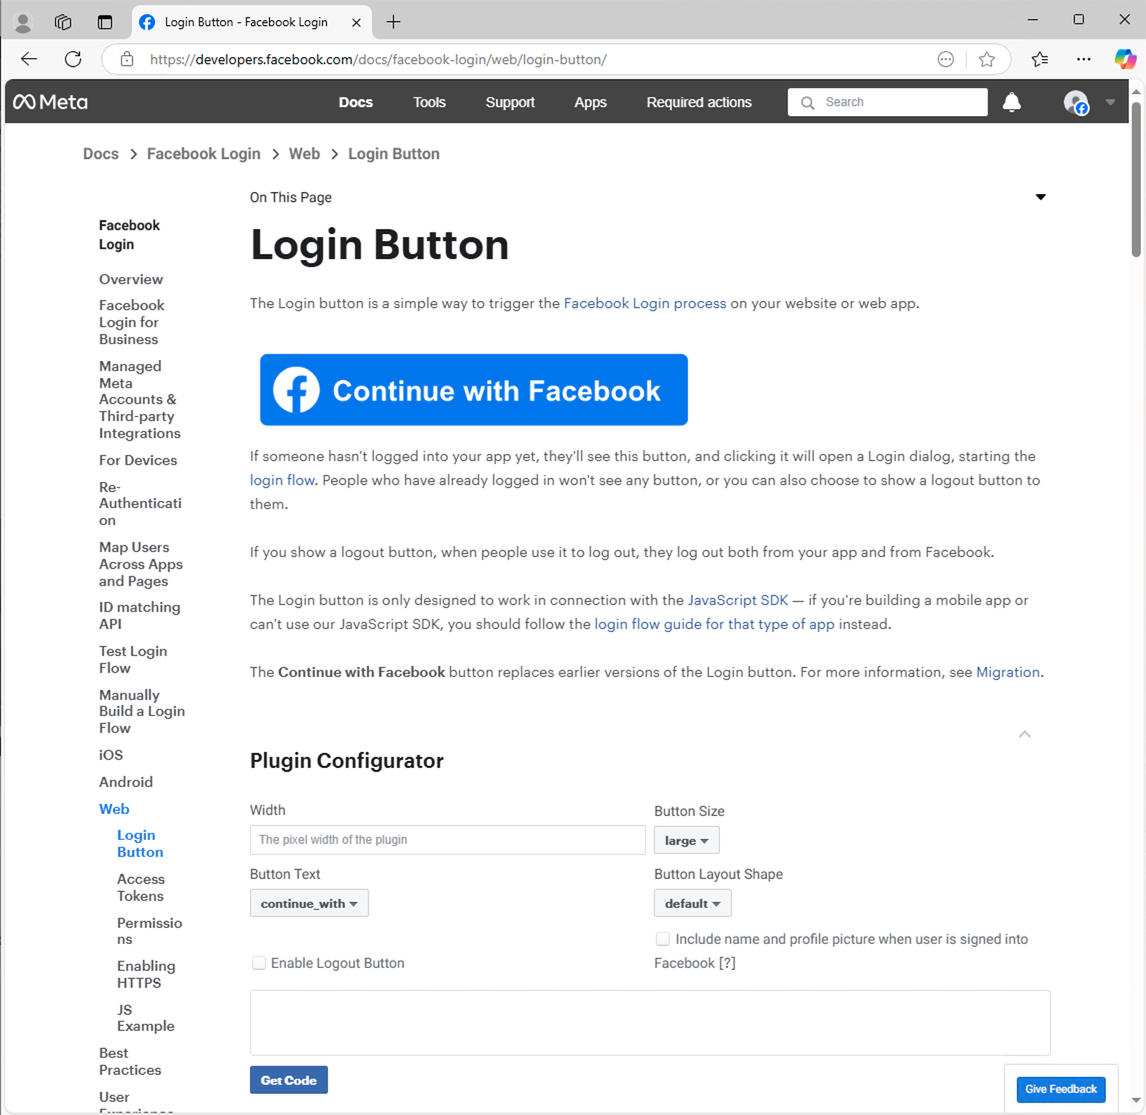 Login Button - Facebook Login
https://developers.facebook.com/docs/facebook-login/web/login-button/
Meta
Docs Tools Support Apps Required actions Search
Docs > Facebook Login > Web > Login Button
On This Page
Facebook
Login
Overview
Facebook
Login for
Business
Managed
Meta
Accounts &
Third-party
Integrations
For Devices
Re-
Authenticati
on
Map Users
Across Apps
and Pages
ID matching
API
Test Login
Flow
Manually
Build a Login
Flow
iOS
Android
Web
Login
Button
Access
Tokens
Permissio
ns
Enabling
HTTPS
JS
Example
Best
Practices
User
Experience
Login Button
The Login button is a simple way to trigger the Facebook Login process on your website or web app.
Continue with Facebook
If someone hasn't logged into your app yet, they'll see this button, and clicking it will open a Login dialog, starting the
login flow. People who have already logged in won't see any button, or you can also choose to show a logout button to
them.
If you show a logout button, when people use it to log out, they log out both from your app and from Facebook.
The Login button is only designed to work in connection with the JavaScript SDK — if you're building a mobile app or
can't use our JavaScript SDK, you should follow the login flow guide for that type of app instead.
The Continue with Facebook button replaces earlier versions of the Login button. For more information, see Migration.
Plugin Configurator
Width
The pixel width of the plugin
Button Size
large
Button Text
continue_with
Button Layout Shape
default
Enable Logout Button
Include name and profile picture when user is signed into
Facebook [?]
Get Code
Give Feedback